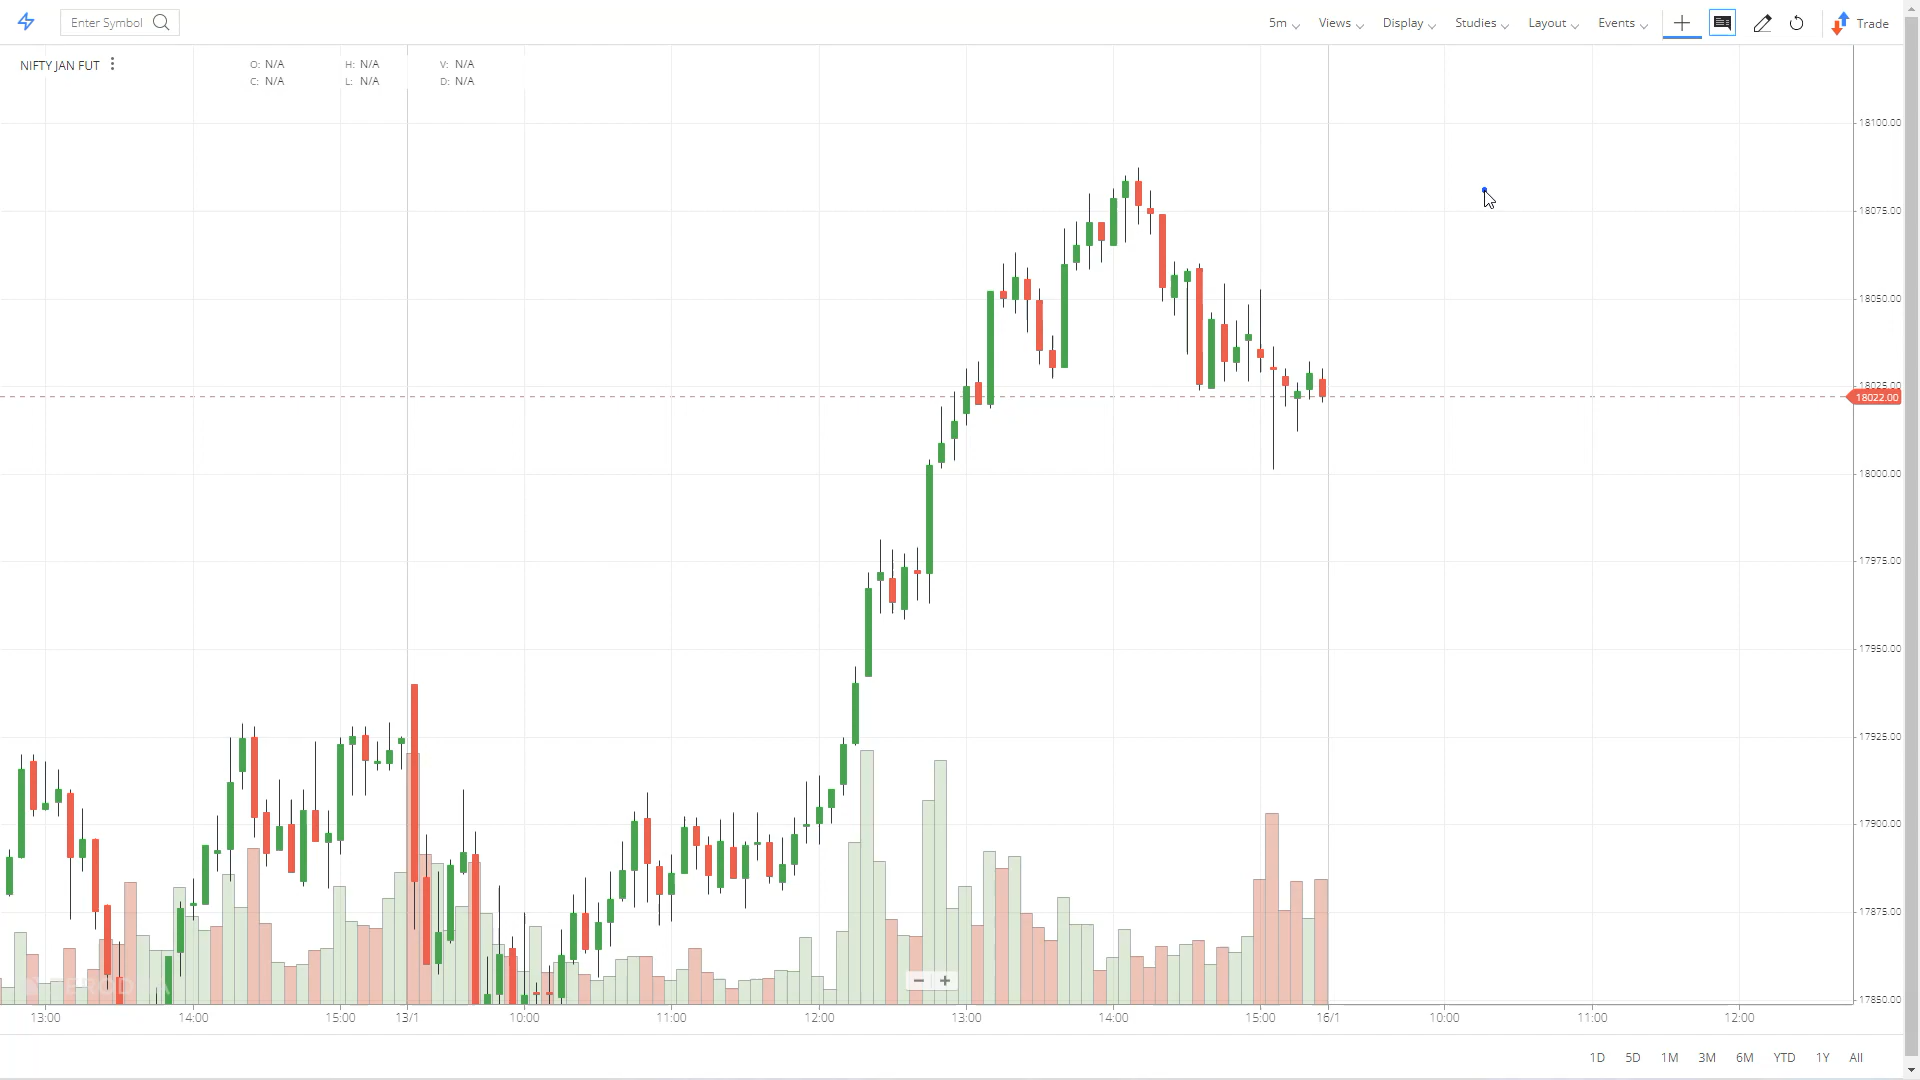 Enter Symbol 5m Views Display Studies Layout Events Trade
NIFTY JAN FUT O: N/A H: N/A V: N/A
C: N/A L: N/A D: N/A
18100.00
18075.00
18050.00
18025.00
18022.00
18000.00
17975.00
17950.00
17925.00
17900.00
17875.00
17850.00
13:00 14:00 15:00 13/1 10:00 11:00 12:00 13:00 14:00 15:00 16/1 10:00 11:00 12:00
1D 5D 1M 3M 6M YTD 1Y All